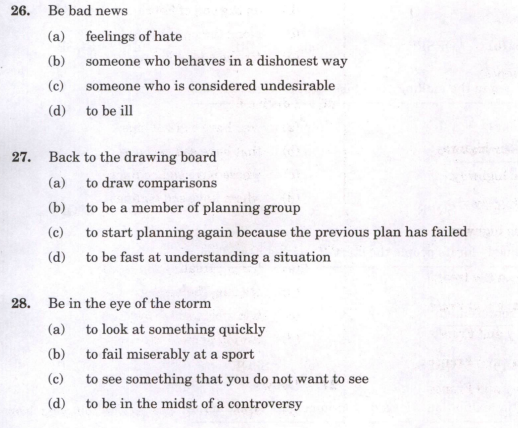 26. Be bad news
(a) feelings of hate
(b) someone who behaves in a dishonest way
(c) someone who is considered undesirable
(d) to be ill
27. Back to the drawing board
(a) to draw comparisons
(b) to be a member of planning group
(c) to start planning again because the previous plan has failed
(d) to be fast at understanding a situation
28. Be in the eye of the storm
(a) to look at something quickly
(b) to fail miserably at a sport
(c) to see something that you do not want to see
(d) to be in the midst of a controversy